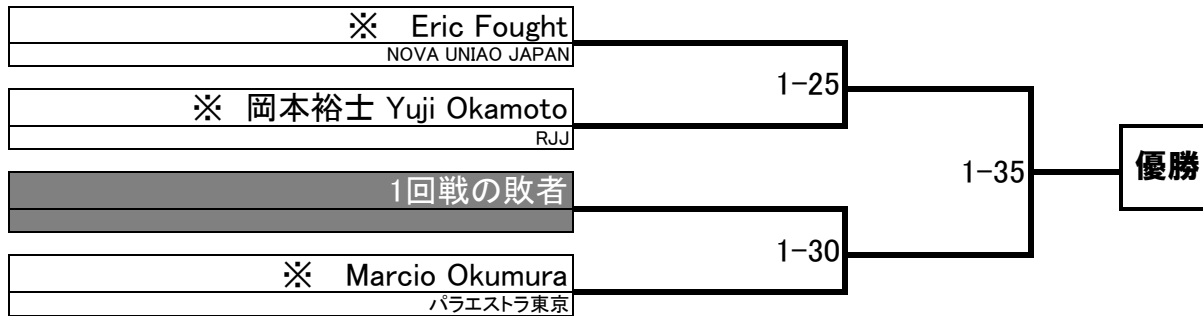 ※ Eric Fought
NOVA UNIAO JAPAN
1-25
※ 岡本裕士 Yuji Okamoto
RJJ
1-35
優勝
1回戦の敗者
1-30
※ Marcio Okumura
パラエストラ東京